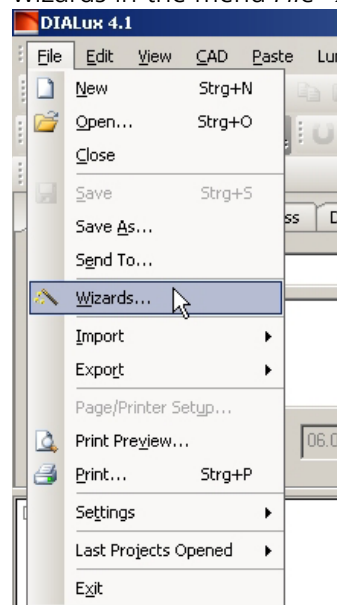 wizards in the menu File
DIALux 4.1
File Edit View CAD Paste Lu
New Strg+N
Open... Strg+O
Close
Save Strg+S
Save As...
ss D
Send To...
Wizards...
Import
Export
Page/Printer Setup...
Print Preview...
06.0
Print... Strg+P
Settings
Last Projects Opened
Exit